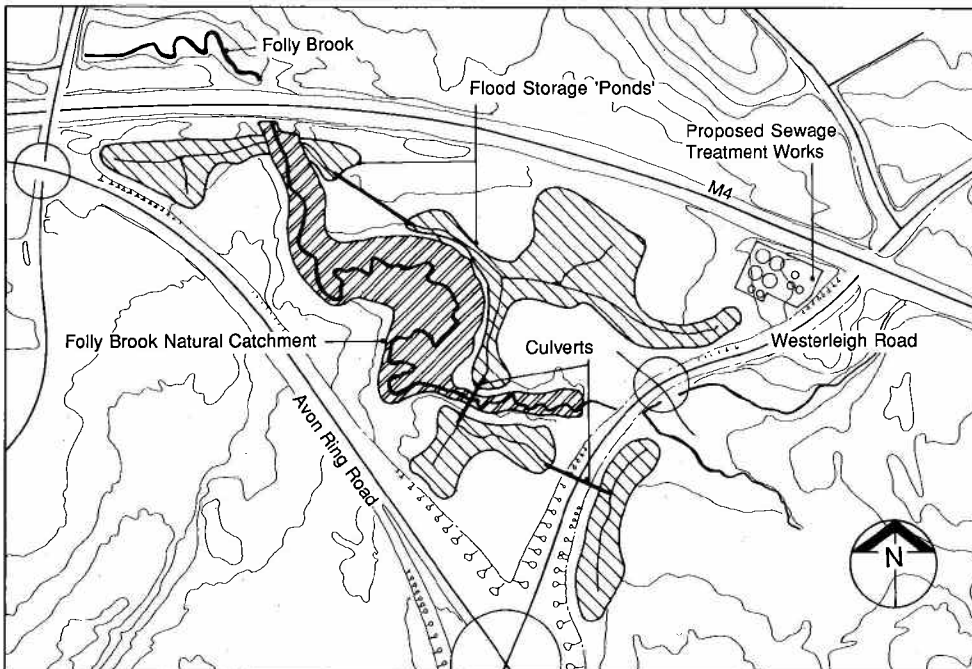 Folly Brook
Flood Storage 'Ponds'
Proposed Sewage
Treatment Works
M4
Folly Brook Natural Catchment
Culverts
Westerleigh Road
Avon Ring Road
N